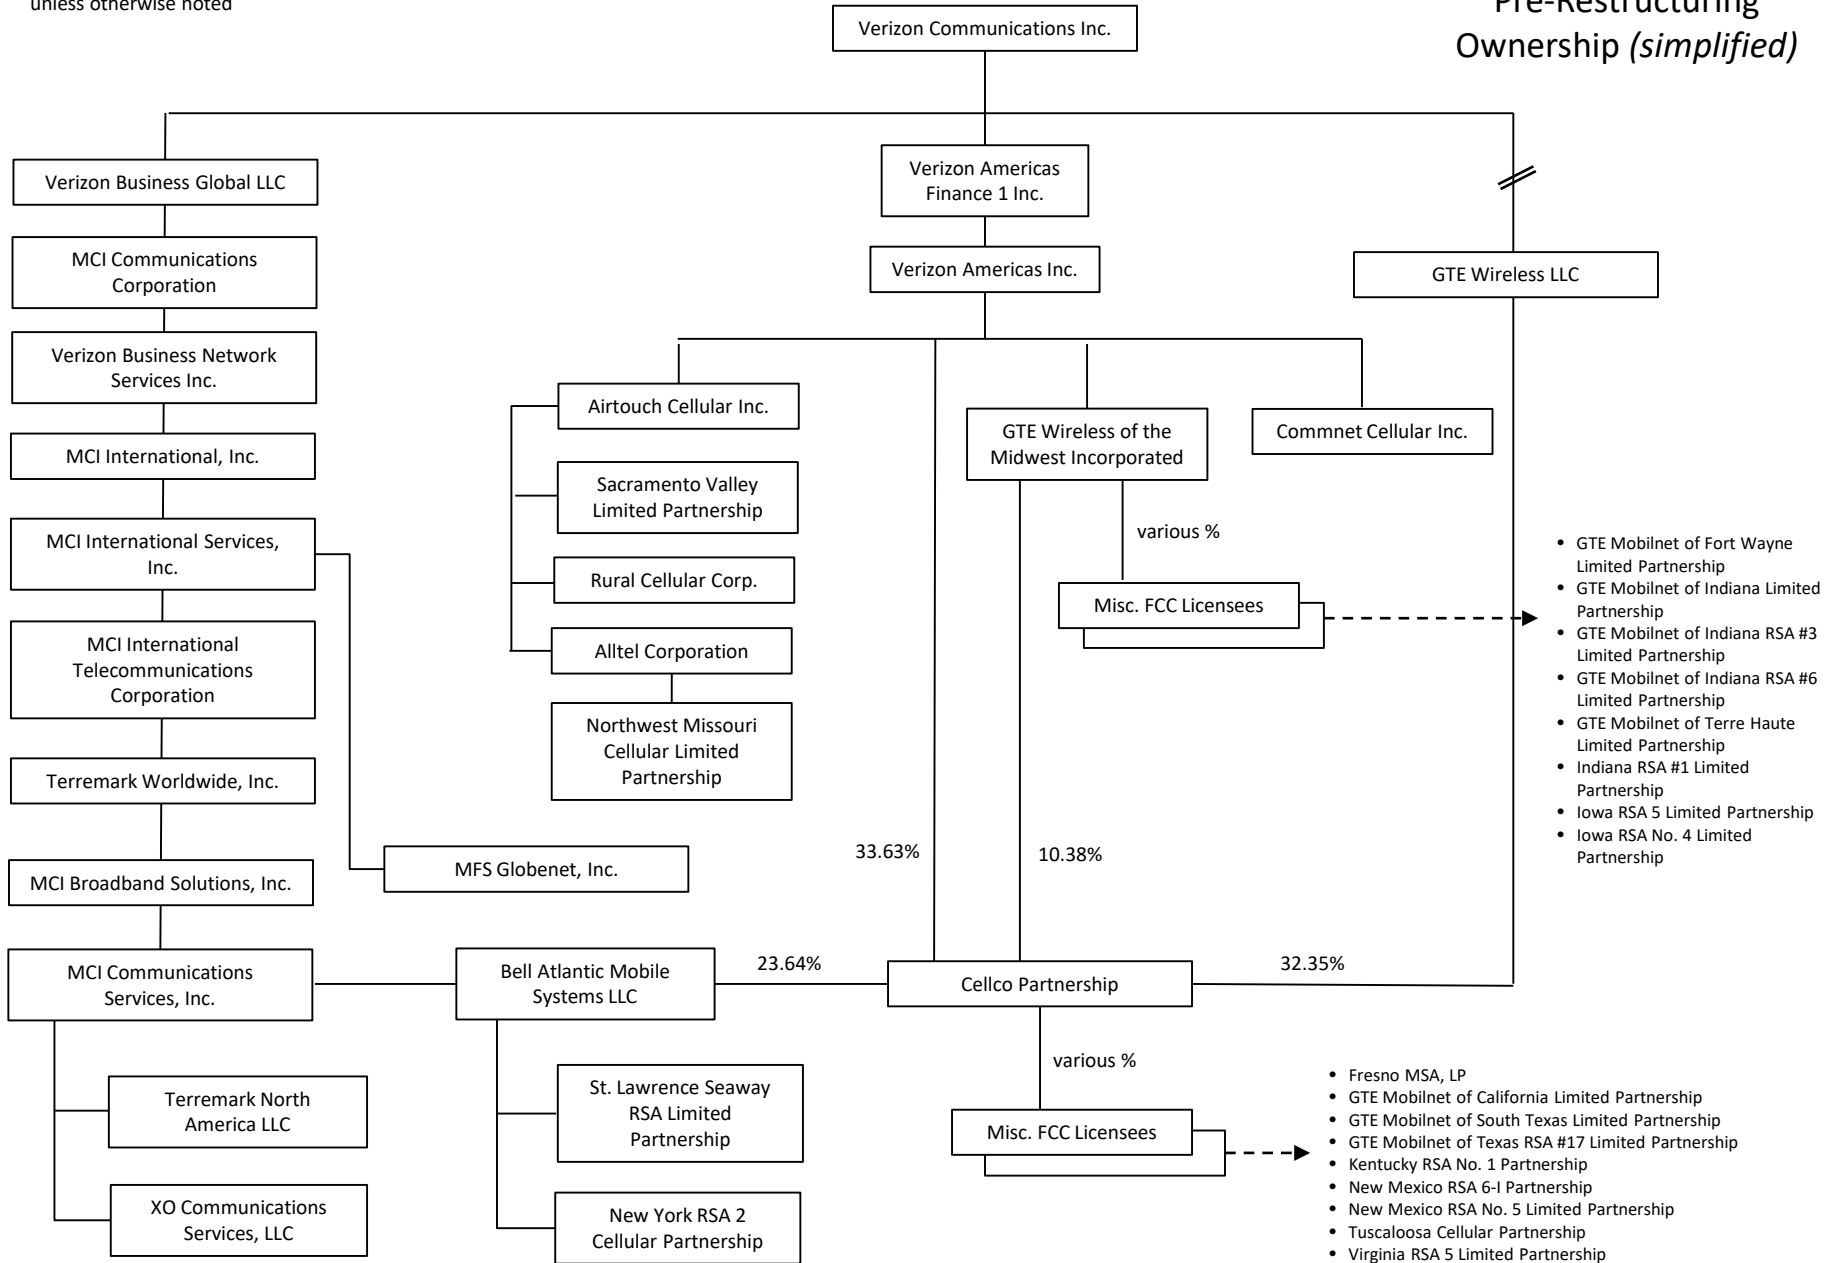 unless otherwise noted
Pre-Restructuring
Ownership (simplified)
Verizon Communications Inc.
Verizon Business Global LLC
Verizon Americas
Finance 1 Inc.
MCI Communications
Corporation
Verizon Americas Inc.
GTE Wireless LLC
Verizon Business Network
Services Inc.
Airtouch Cellular Inc.
GTE Wireless of the
Midwest Incorporated
Commnet Cellular Inc.
MCI International, Inc.
Sacramento Valley
Limited Partnership
MCI International Services,
Inc.
various %
Rural Cellular Corp.
Misc. FCC Licensees
• GTE Mobilnet of Fort Wayne
Limited Partnership
• GTE Mobilnet of Indiana Limited
Partnership
• GTE Mobilnet of Indiana RSA #3
Limited Partnership
• GTE Mobilnet of Indiana RSA #6
Limited Partnership
• GTE Mobilnet of Terre Haute
Limited Partnership
• Indiana RSA #1 Limited
Partnership
• Iowa RSA 5 Limited Partnership
• Iowa RSA No. 4 Limited
Partnership
MCI International
Telecommunications
Corporation
Alltel Corporation
Northwest Missouri
Cellular Limited
Partnership
Terremark Worldwide, Inc.
33.63%
10.38%
MCI Broadband Solutions, Inc.
MFS Globenet, Inc.
MCI Communications
Services, Inc.
Bell Atlantic Mobile
Systems LLC
23.64%
Cellco Partnership
32.35%
various %
Terremark North
America LLC
St. Lawrence Seaway
RSA Limited
Partnership
Misc. FCC Licensees
• Fresno MSA, LP
• GTE Mobilnet of California Limited Partnership
• GTE Mobilnet of South Texas Limited Partnership
• GTE Mobilnet of Texas RSA #17 Limited Partnership
• Kentucky RSA No. 1 Partnership
• New Mexico RSA 6-I Partnership
• New Mexico RSA No. 5 Limited Partnership
• Tuscaloosa Cellular Partnership
• Virginia RSA 5 Limited Partnership
XO Communications
Services, LLC
New York RSA 2
Cellular Partnership